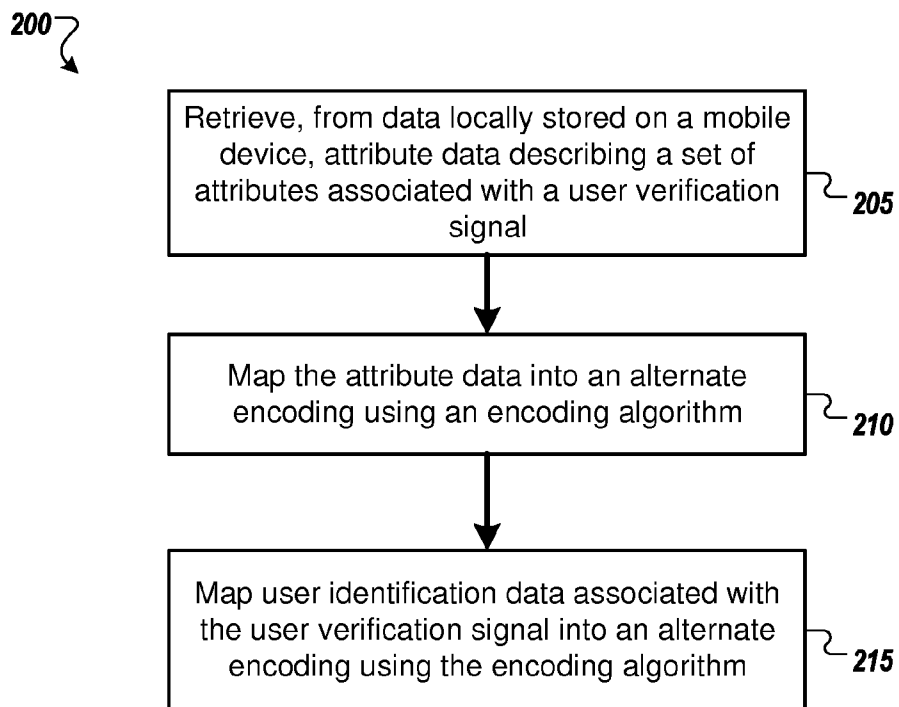 200
Retrieve, from data locally stored on a mobile
device, attribute data describing a set of
attributes associated with a user verification
signal
205
Map the attribute data into an alternate
encoding using an encoding algorithm
210
Map user identification data associated with
the user verification signal into an alternate
encoding using the encoding algorithm
215